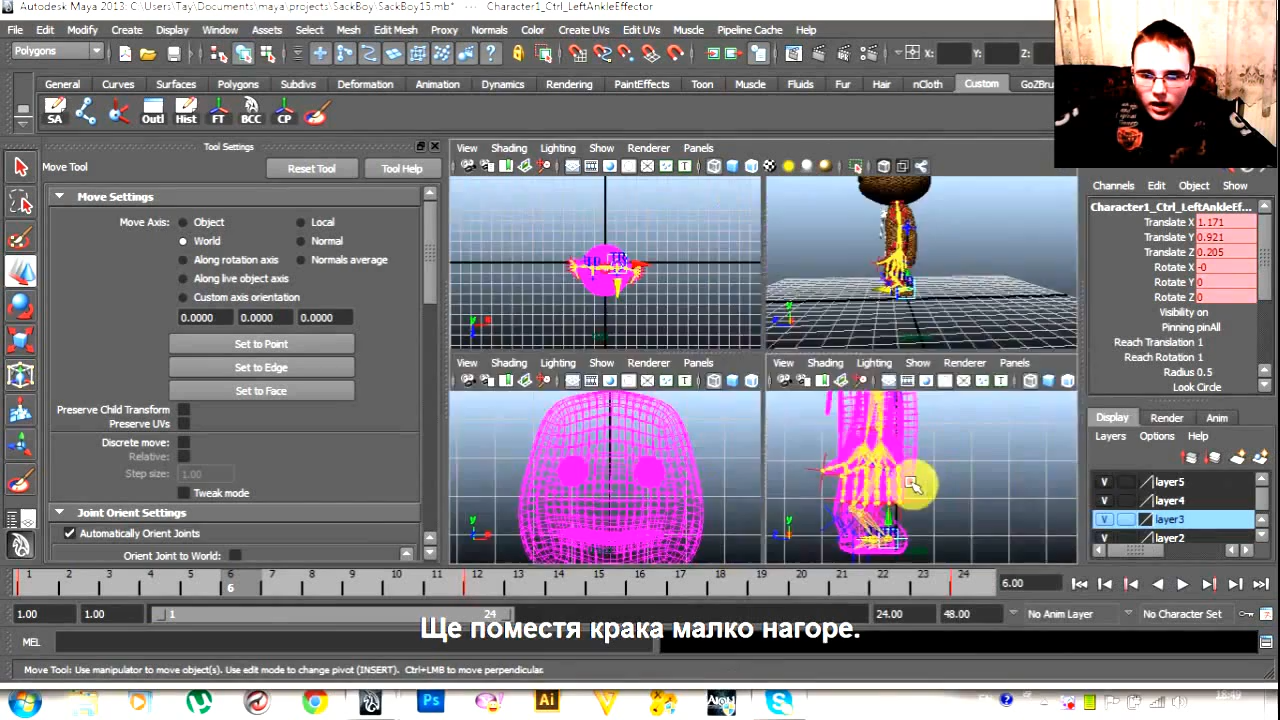 Autodesk Maya 2013: C:\Users\Tay\Documents\maya\projects\SackBoy\SackBoy15.mb* --- Character1_Ctrl_LeftAnkleEffector
File Edit Modify Create Display Window Assets Select Mesh Edit Mesh Proxy Normals Color Create UVs Edit UVs Muscle Pipeline Cache Help
Polygons X: Y: Z:
General Curves Surfaces Polygons Subdivs Deformation Animation Dynamics Rendering PaintEffects Toon Muscle Fluids Fur Hair nCloth Custom
SA Outl Hist FT BCC CP
Tool Settings
Move Tool Reset Tool Tool Help
Move Settings
Move Axis: Object Local
World Normal
Along rotation axis Normals average
Along live object axis
Custom axis orientation
0.0000 0.0000 0.0000
Set to Point
Set to Edge
Set to Face
Preserve Child Transform
Preserve UVs
Discrete move:
Relative:
Step size: 1.00
Tweak mode
Joint Orient Settings
Automatically Orient Joints
Orient Joint to World:
View Shading Lighting Show Renderer Panels
View Shading Lighting Show Renderer Panels
View Shading Lighting Show Renderer Panels
Channels Edit Object Show
Character1_Ctrl_LeftAnkleEf...
Translate X 1.171
Translate Y 0.921
Translate Z 0.205
Rotate X -0
Rotate Y 0
Rotate Z 0
Visibility on
Pinning pinAll
Reach Translation 1
Reach Rotation 1
Radius 0.5
Look Circle
Display Render Anim
Layers Options Help
V layer5
V layer4
V layer3
V layer2
1 2 3 4 5 6 7 8 9 10 11 12 13 14 15 16 17 18 19 20 21 22 23 24
6
6.00
1.00 1.00 1 24 24.00 48.00 No Anim Layer No Character Set
Ще поместя крака малко нагоре.
MEL
Move Tool: Use manipulator to move object(s). Use edit mode to change pivot (INSERT). Ctrl+LMB to move perpendicular.
Ps Ai AION
18:49